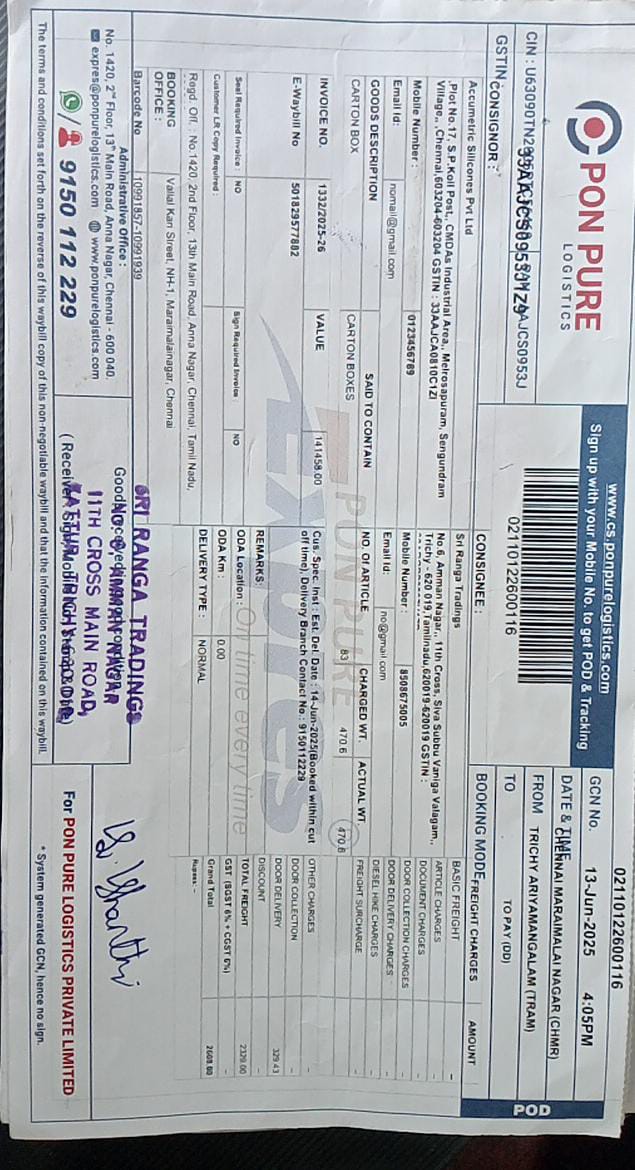 PON PURE
LOGISTICS
www.cs.ponpurelogistics.com
Sign up with your Mobile No. to get POD & Tracking
02110122600116
02110122600116
POD
CIN : U63090TN
GSTIN : 33AAJCS0953J1Z9
GCN No.
DATE & TIME 13-Jun-2025 4:05PM
FROM CHENNAI MARAIMALAI NAGAR (CHMR)
TO TRICHY ARIYAMANGALAM (TRAM)
BOOKING MODE TO PAY (DD)
CONSIGNOR :
Accumetric Silicones Pvt Ltd
.Plot No.17, S.P.Koil Post, CMDAs Industrial Area,, Melrosapuram, Sengundram
Village,, ,Chennai,603204-603204 GSTIN : 33AAJCA0810C1ZI
Mobile Number : 0123456789
Email Id: nomail@gmail.com
CONSIGNEE :
Sri Ranga Tradings
No.6, Amman Nagar,, 11th Cross, Siva Subbu Vaniga Valagam,,
Trichy - 620 019,Tamilnadu,620019-620019 GSTIN :
Mobile Number : 8508675005
Email Id: no@gmail.com
GOODS DESCRIPTION SAID TO CONTAIN NO. Of ARTICLE CHARGED WT. ACTUAL WT
CARTON BOX CARTON BOXES 83 470.6 470.6
INVOICE NO. 1332/2025-26 VALUE 141458.00
E-Waybill No 501829577882
Cus. Spec. Inst : Est. Del. Date : 14-Jun-2025(Booked within cut
off time), Delivery Branch Contact No : 9150112229
PON PURE
EXpres
On time every time
Seal Required Invoice : NO Sign Required Invoice : NO
Customer LR Copy Required :
REMARKS:
ODA Location :
ODA Km : 0.00
DELIVERY TYPE : NORMAL
Regd. Off. : No.1420, 2nd Floor, 13th Main Road, Anna Nagar, Chennai, Tamil Nadu,
BOOKING OFFICE : Vallal Kari Street, NH-1, Maraimalainagar, Chennai
Barcode No 10991857-10991939
FREIGHT CHARGES AMOUNT
BASIC FREIGHT -
ARTICLE CHARGES -
DOCUMENT CHARGES -
DOOR COLLECTION CHARGES -
DOOR DELIVERY CHARGES -
DIESEL HIKE CHARGES -
FREIGHT SURCHARGE -
OTHER CHARGES -
DOOR COLLECTION -
DOOR DELIVERY 329.43
DISCOUNT -
TOTAL FREIGHT 2329.00
GST (SGST 6% + CGST 6%) -
Grand Total 2608.00
Rupees:-
Administrative Office :
No. 1420, 2nd Floor, 13th Main Road, Anna Nagar, Chennai - 600 040.
expres@ponpurelogistics.com www.ponpurelogistics.com
9150 112 229
SRI RANGA TRADINGS
NO.6, AMMAN NAGAR
11TH CROSS MAIN ROAD,
For PON PURE LOGISTICS PRIVATE LIMITED
The terms and conditions set forth on the reverse of this waybill copy of this non-negotiable waybill and that the information contained on this waybill.
* System generated GCN, hence no sign.